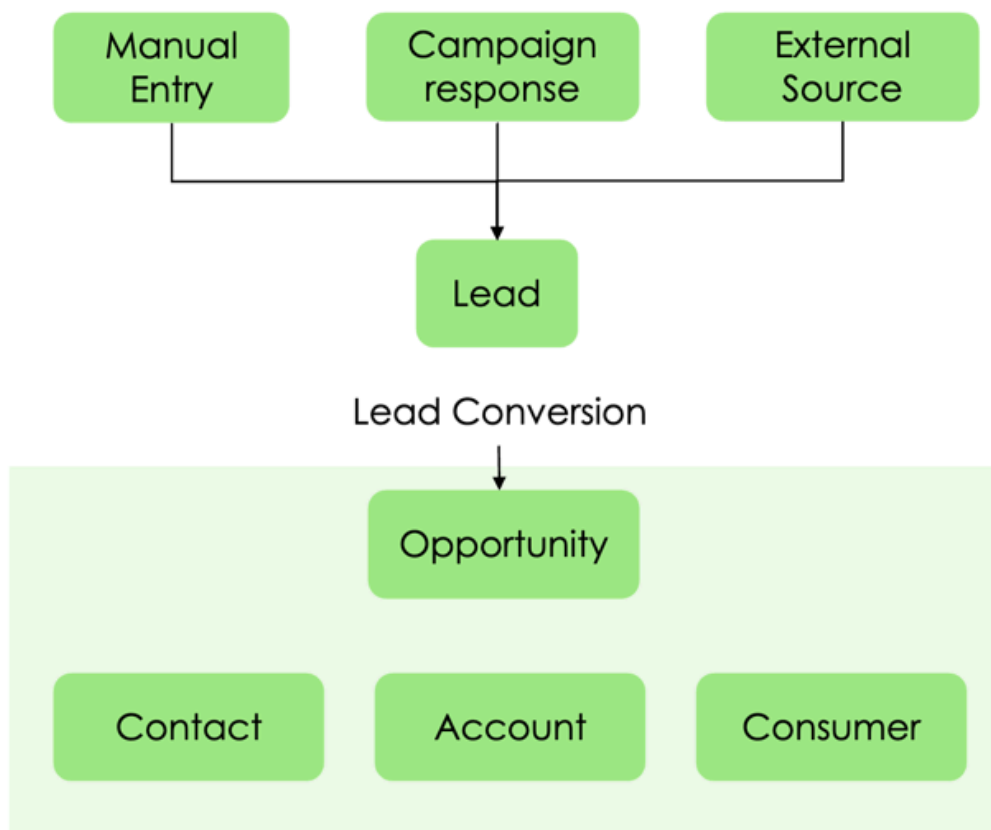 Manual
Entry
Campaign
response
External
Source
Lead
Lead Conversion
Opportunity
Contact
Account
Consumer